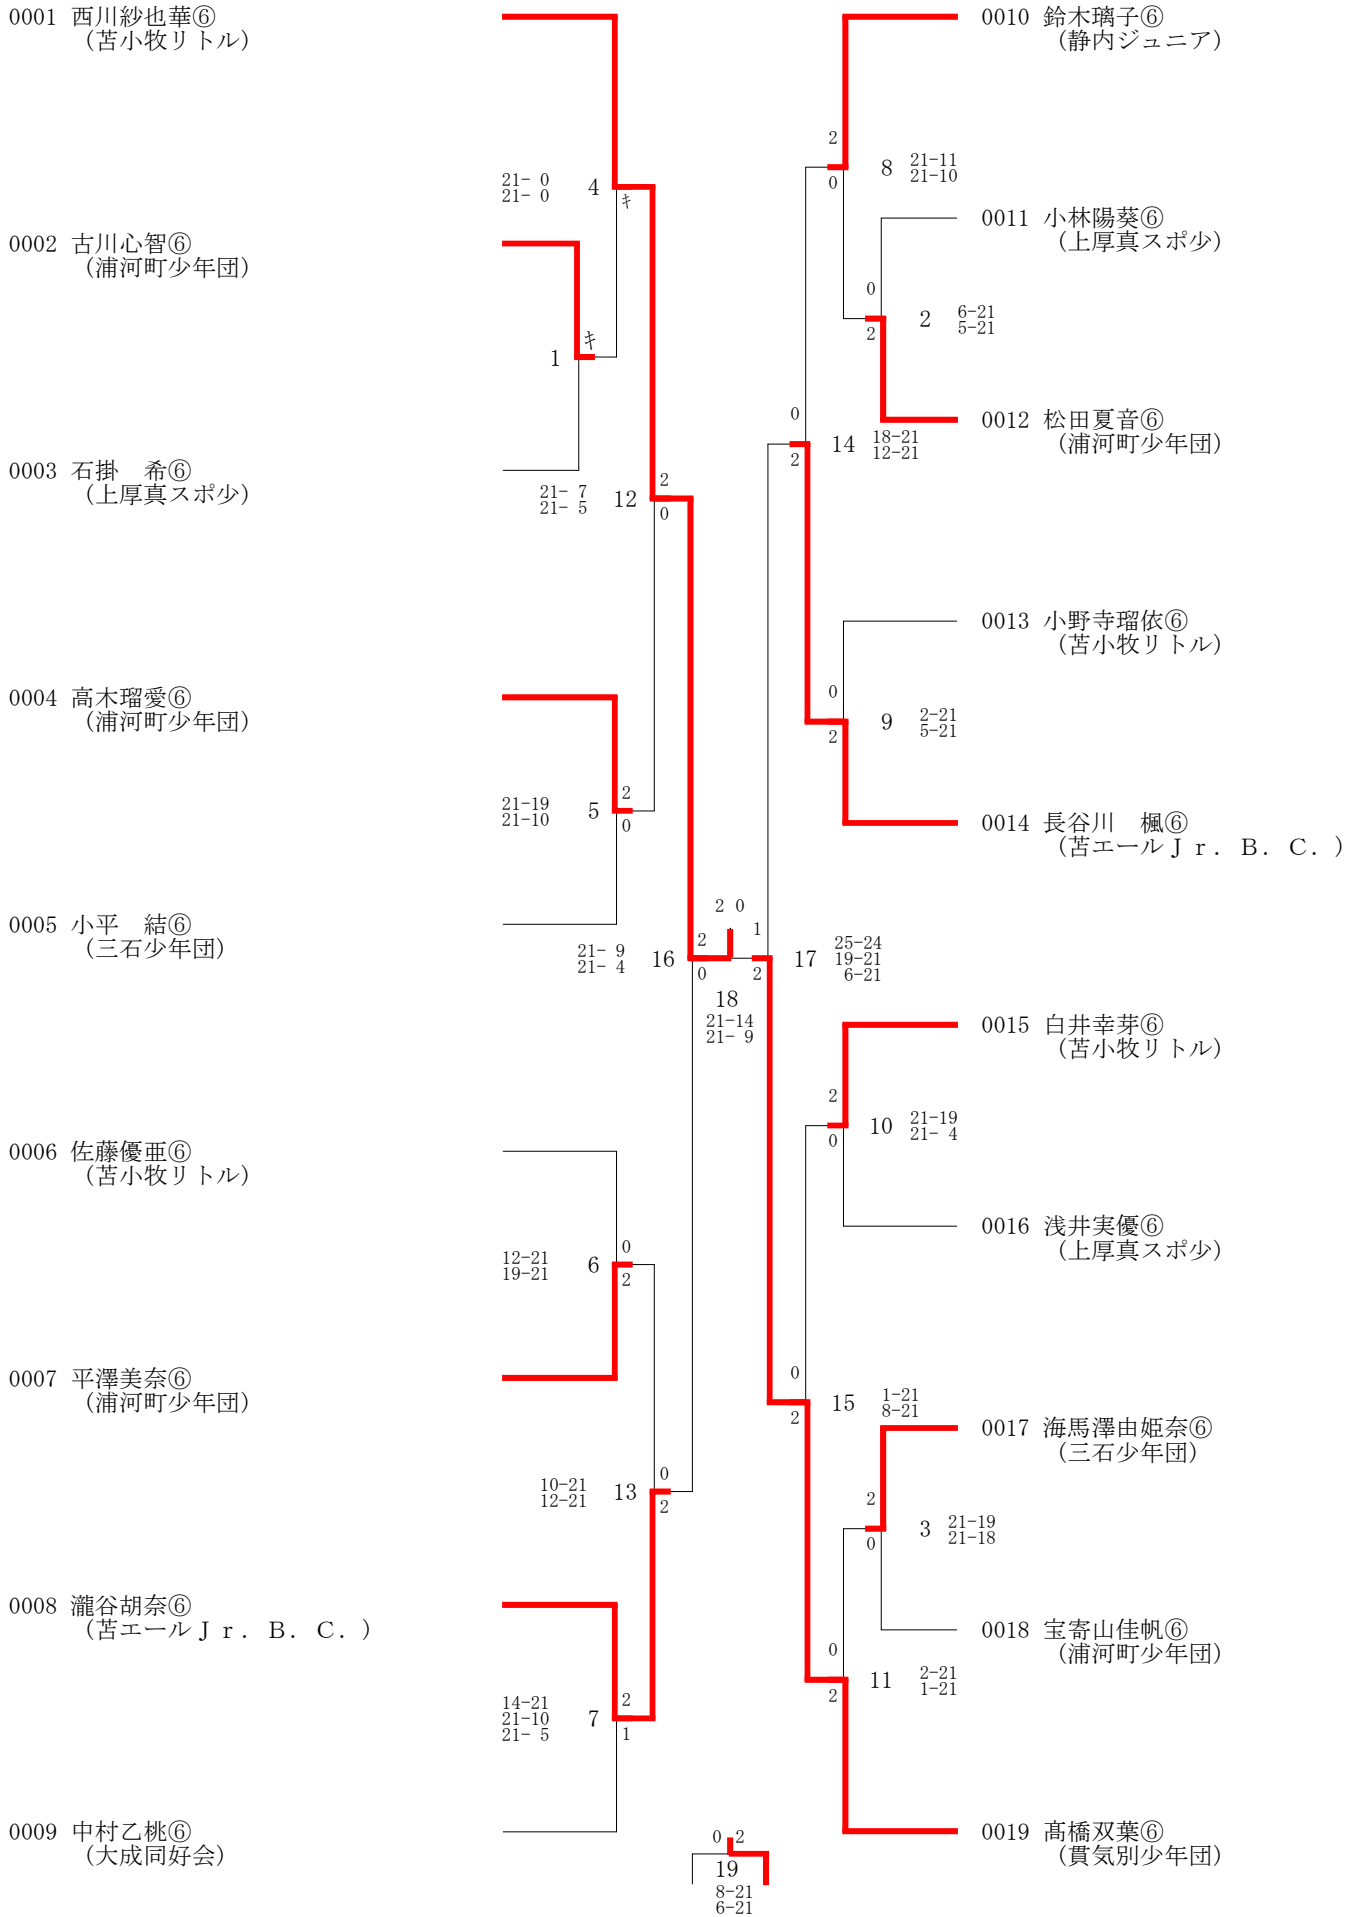 0001 西川紗也華⑥
（苫小牧リトル）
21- 0
21- 0
4
ｷ
0002 古川心智⑥
（浦河町少年団）
1
ｷ
0003 石掛　希⑥
（上厚真スポ少）
21- 7
21- 5
12
2
0
0004 高木瑠愛⑥
（浦河町少年団）
21-19
21-10
5
2
0
0005 小平　結⑥
（三石少年団）
21- 9
21- 4
16
2
0
2 0
18
21-14
21- 9
0006 佐藤優亜⑥
（苫小牧リトル）
12-21
19-21
6
0
2
0007 平澤美奈⑥
（浦河町少年団）
10-21
12-21
13
0
2
0008 瀧谷胡奈⑥
（苫エールＪｒ．Ｂ．Ｃ．）
14-21
21-10
21- 5
7
2
1
0009 中村乙桃⑥
（大成同好会）
0 2
19
8-21
6-21
0010 鈴木璃子⑥
（静内ジュニア）
2
0
8
21-11
21-10
0011 小林陽葵⑥
（上厚真スポ少）
0
2
2
6-21
5-21
0012 松田夏音⑥
（浦河町少年団）
0
2
14
18-21
12-21
0013 小野寺瑠依⑥
（苫小牧リトル）
0
2
9
2-21
5-21
0014 長谷川　楓⑥
（苫エールＪｒ．Ｂ．Ｃ．）
1
2
17
25-24
19-21
6-21
0015 白井幸芽⑥
（苫小牧リトル）
2
0
10
21-19
21- 4
0016 浅井実優⑥
（上厚真スポ少）
0
2
15
1-21
8-21
0017 海馬澤由姫奈⑥
（三石少年団）
2
0
3
21-19
21-18
0018 宝寄山佳帆⑥
（浦河町少年団）
0
2
11
2-21
1-21
0019 髙橋双葉⑥
（貫気別少年団）